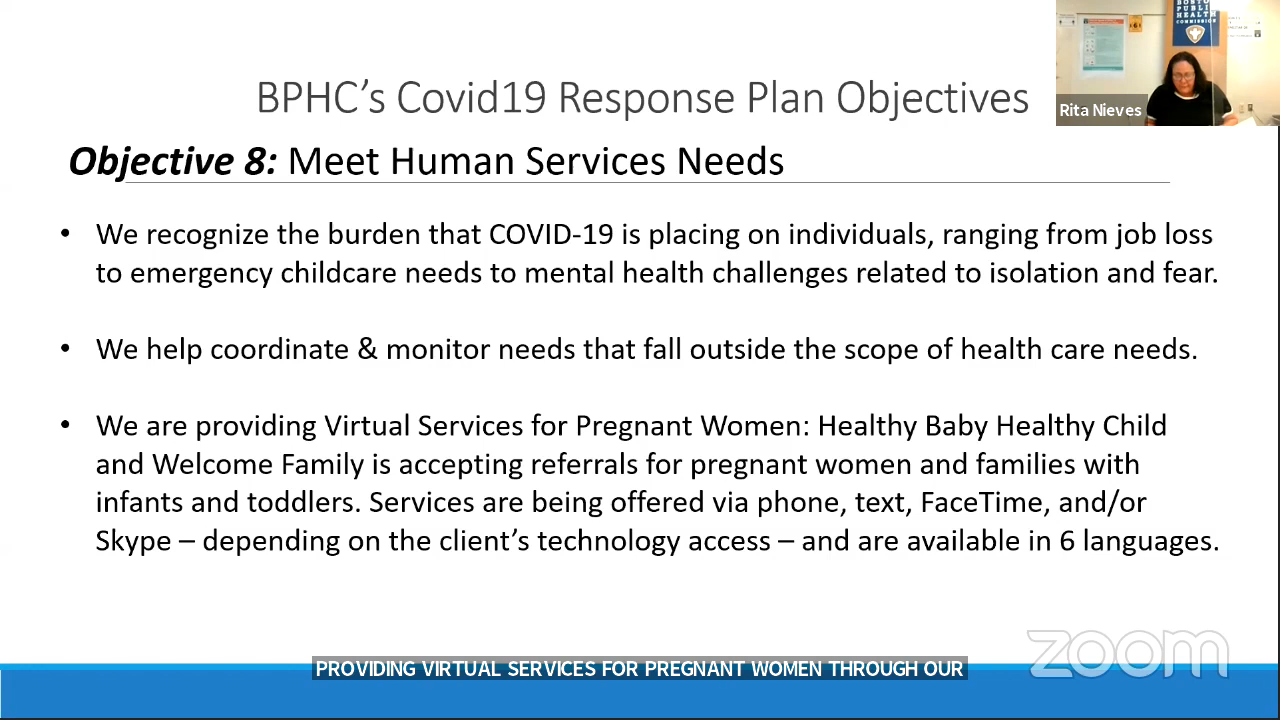 BPHC's Covid19 Response Plan Objectives
BOSTON
PUBLIC
HEALTH
COMMISSION
Rita Nieves
Objective 8: Meet Human Services Needs
• We recognize the burden that COVID-19 is placing on individuals, ranging from job loss
to emergency childcare needs to mental health challenges related to isolation and fear.
• We help coordinate & monitor needs that fall outside the scope of health care needs.
• We are providing Virtual Services for Pregnant Women: Healthy Baby Healthy Child
and Welcome Family is accepting referrals for pregnant women and families with
infants and toddlers. Services are being offered via phone, text, FaceTime, and/or
Skype – depending on the client's technology access – and are available in 6 languages.
zoom
PROVIDING VIRTUAL SERVICES FOR PREGNANT WOMEN THROUGH OUR